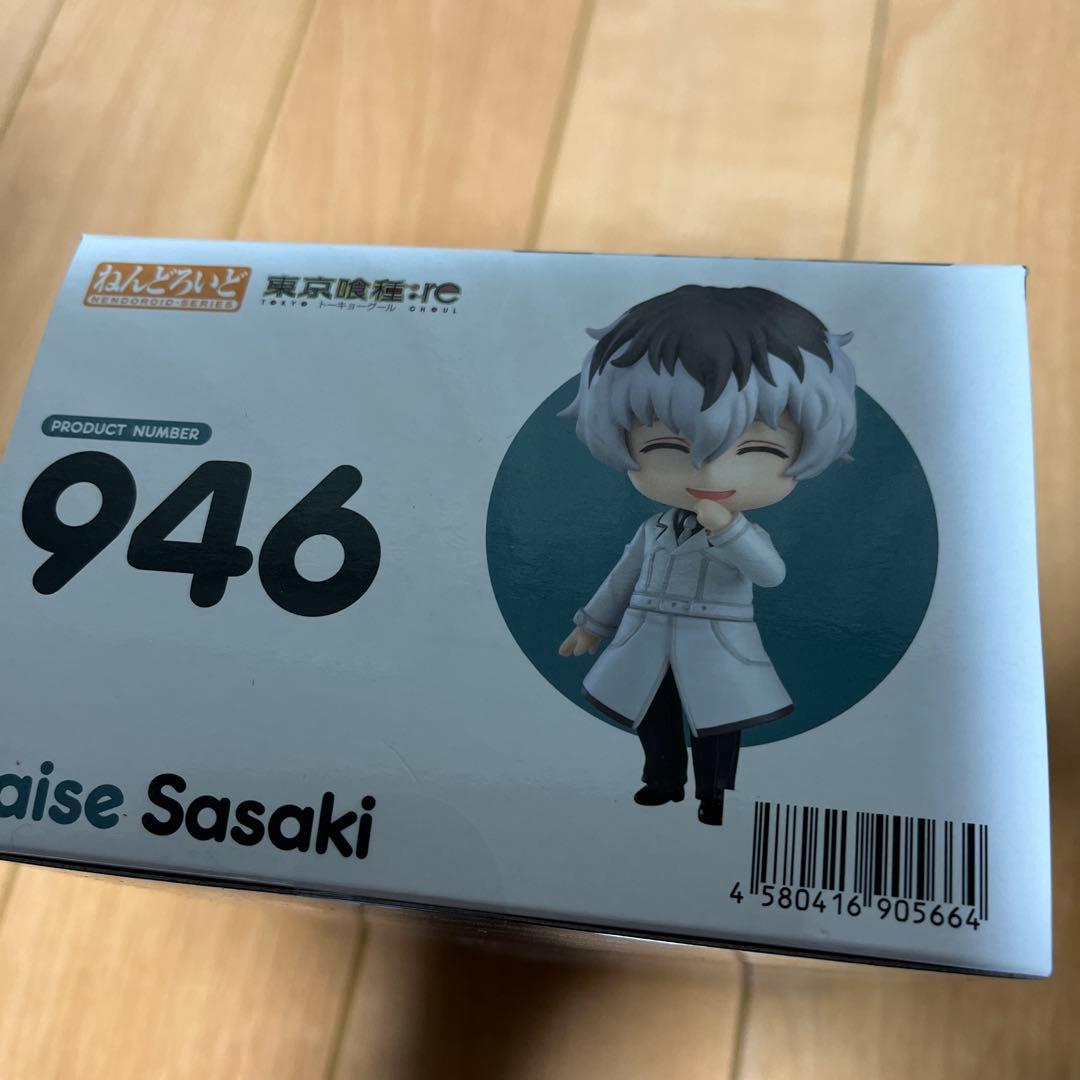 ねんどろいど
NENDOROID-SERIES
東京喰種:re
TOKYO トーキョーグール GHOUL
PRODUCT NUMBER
946
aise Sasaki
4 580416 905664